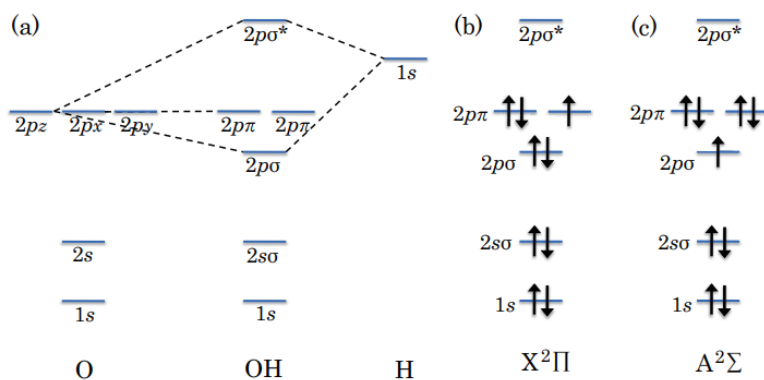 (a)
2pσ*
1s
2pz 2px 2py 2pπ 2pπ
2pσ
2s 2sσ
1s 1s
O OH H
(b)
2pσ*
2pπ
2pσ
2sσ
1s
X²Π
(c)
2pσ*
2pπ
2pσ
2sσ
1s
A²Σ